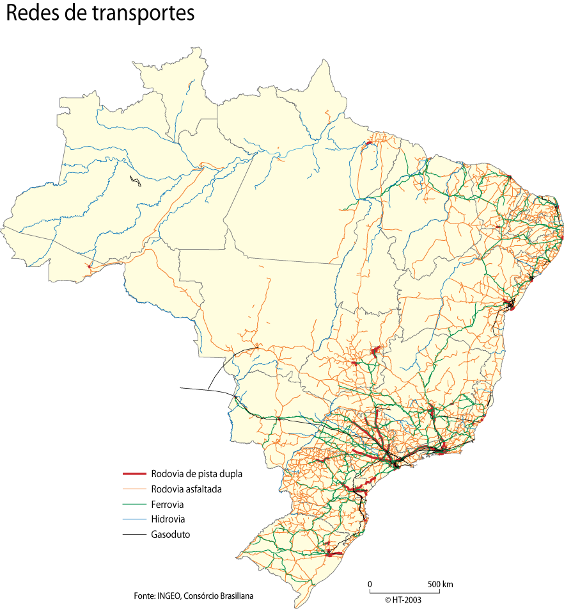 Redes de transportes
Rodovia de pista dupla
Rodovia asfaltada
Ferrovia
Hidrovia
Gasoduto
Fonte: INGEO, Consórcio Brasiliana
0 500 km
© HT-2003